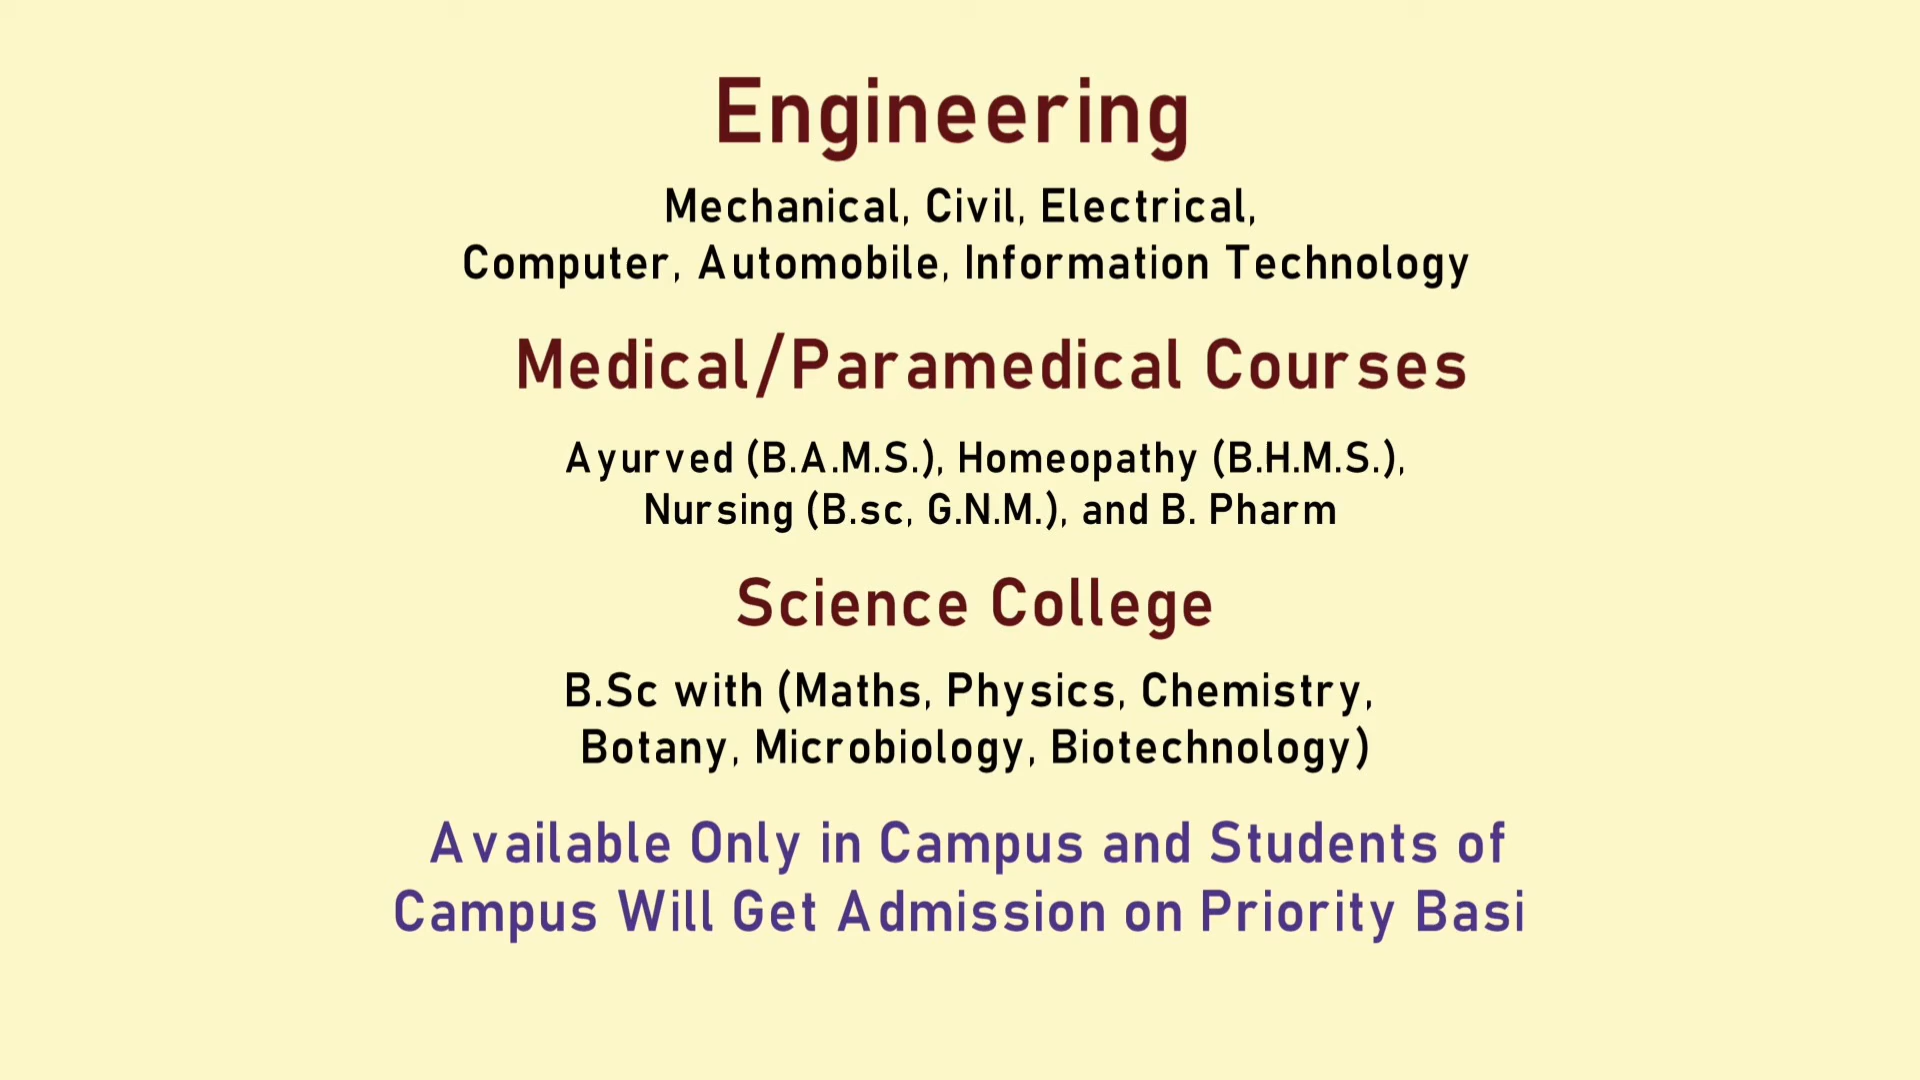 Engineering
Mechanical, Civil, Electrical,
Computer, Automobile, Information Technology
Medical/Paramedical Courses
Ayurved (B.A.M.S.), Homeopathy (B.H.M.S.),
Nursing (B.sc, G.N.M.), and B. Pharm
Science College
B.Sc with (Maths, Physics, Chemistry,
Botany, Microbiology, Biotechnology)
Available Only in Campus and Students of
Campus Will Get Admission on Priority Basi